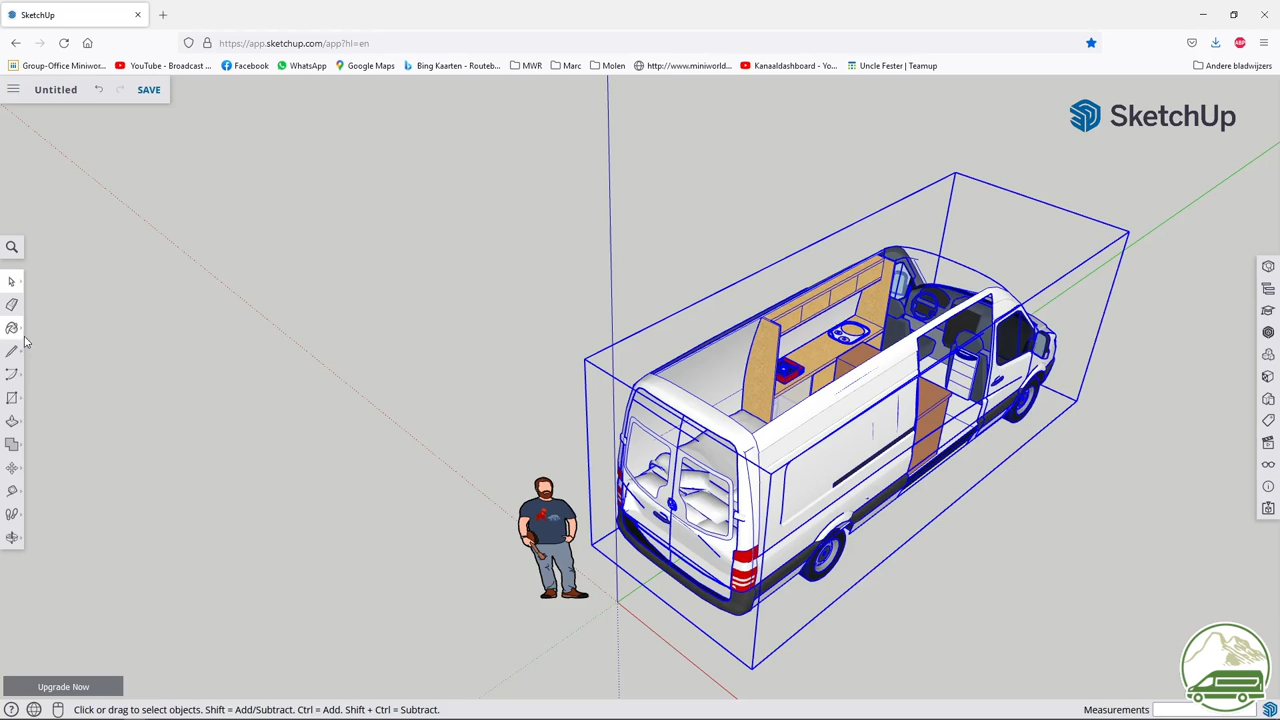 SketchUp
https://app.sketchup.com/app?hl=en
Group-Office Miniwor...
YouTube - Broadcast ...
Facebook
WhatsApp
Google Maps
Bing Kaarten - Routeb...
MWR
Marc
Molen
http://www.miniworld...
Kanaaldashboard - Yo...
Uncle Fester | Teamup
Andere bladwijzers
Untitled
SAVE
SketchUp
Upgrade Now
Click or drag to select objects. Shift = Add/Subtract. Ctrl = Add. Shift + Ctrl = Subtract.
Measurements